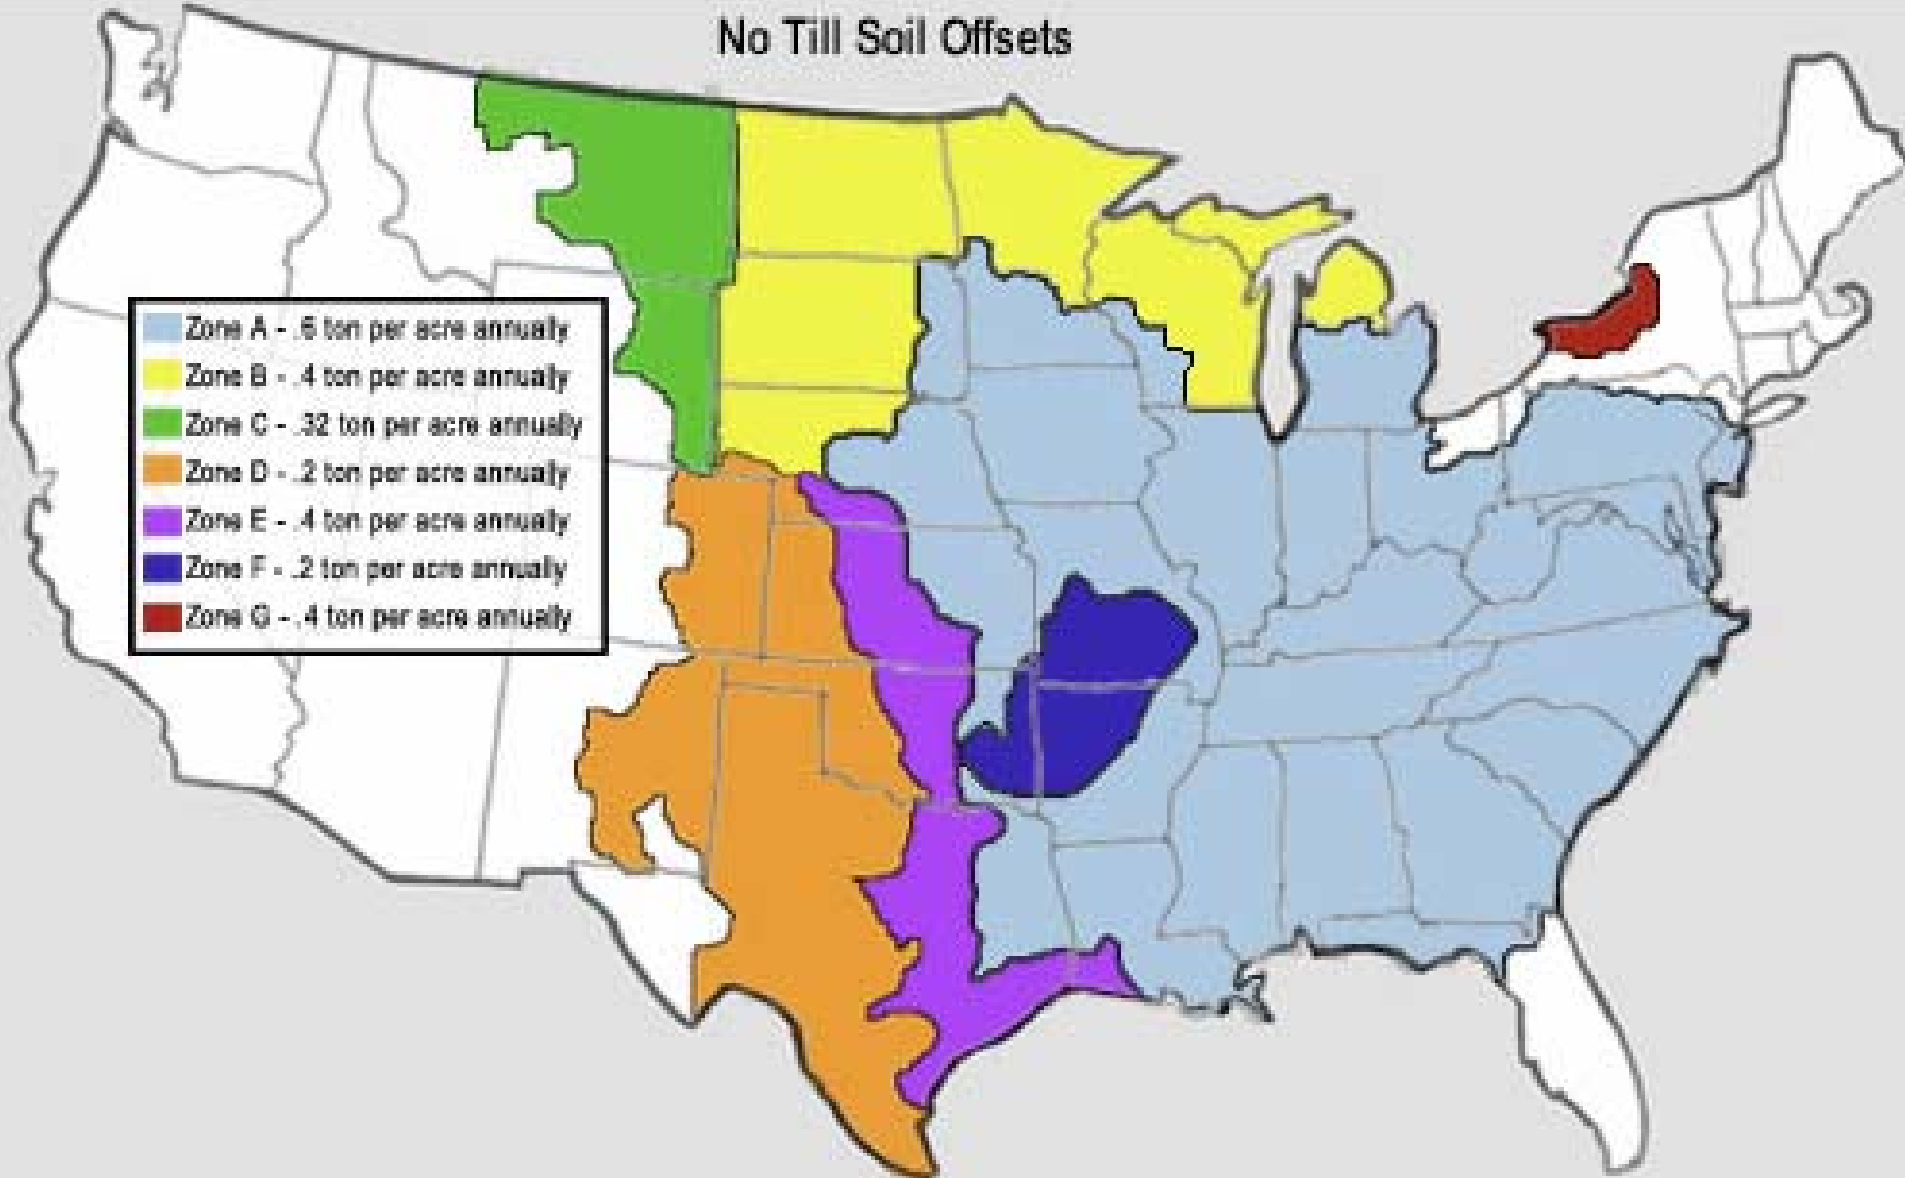 No Till Soil Offsets
Zone A - .6 ton per acre annually
Zone B - .4 ton per acre annually
Zone C - .32 ton per acre annually
Zone D - .2 ton per acre annually
Zone E - .4 ton per acre annually
Zone F - .2 ton per acre annually
Zone G - .4 ton per acre annually